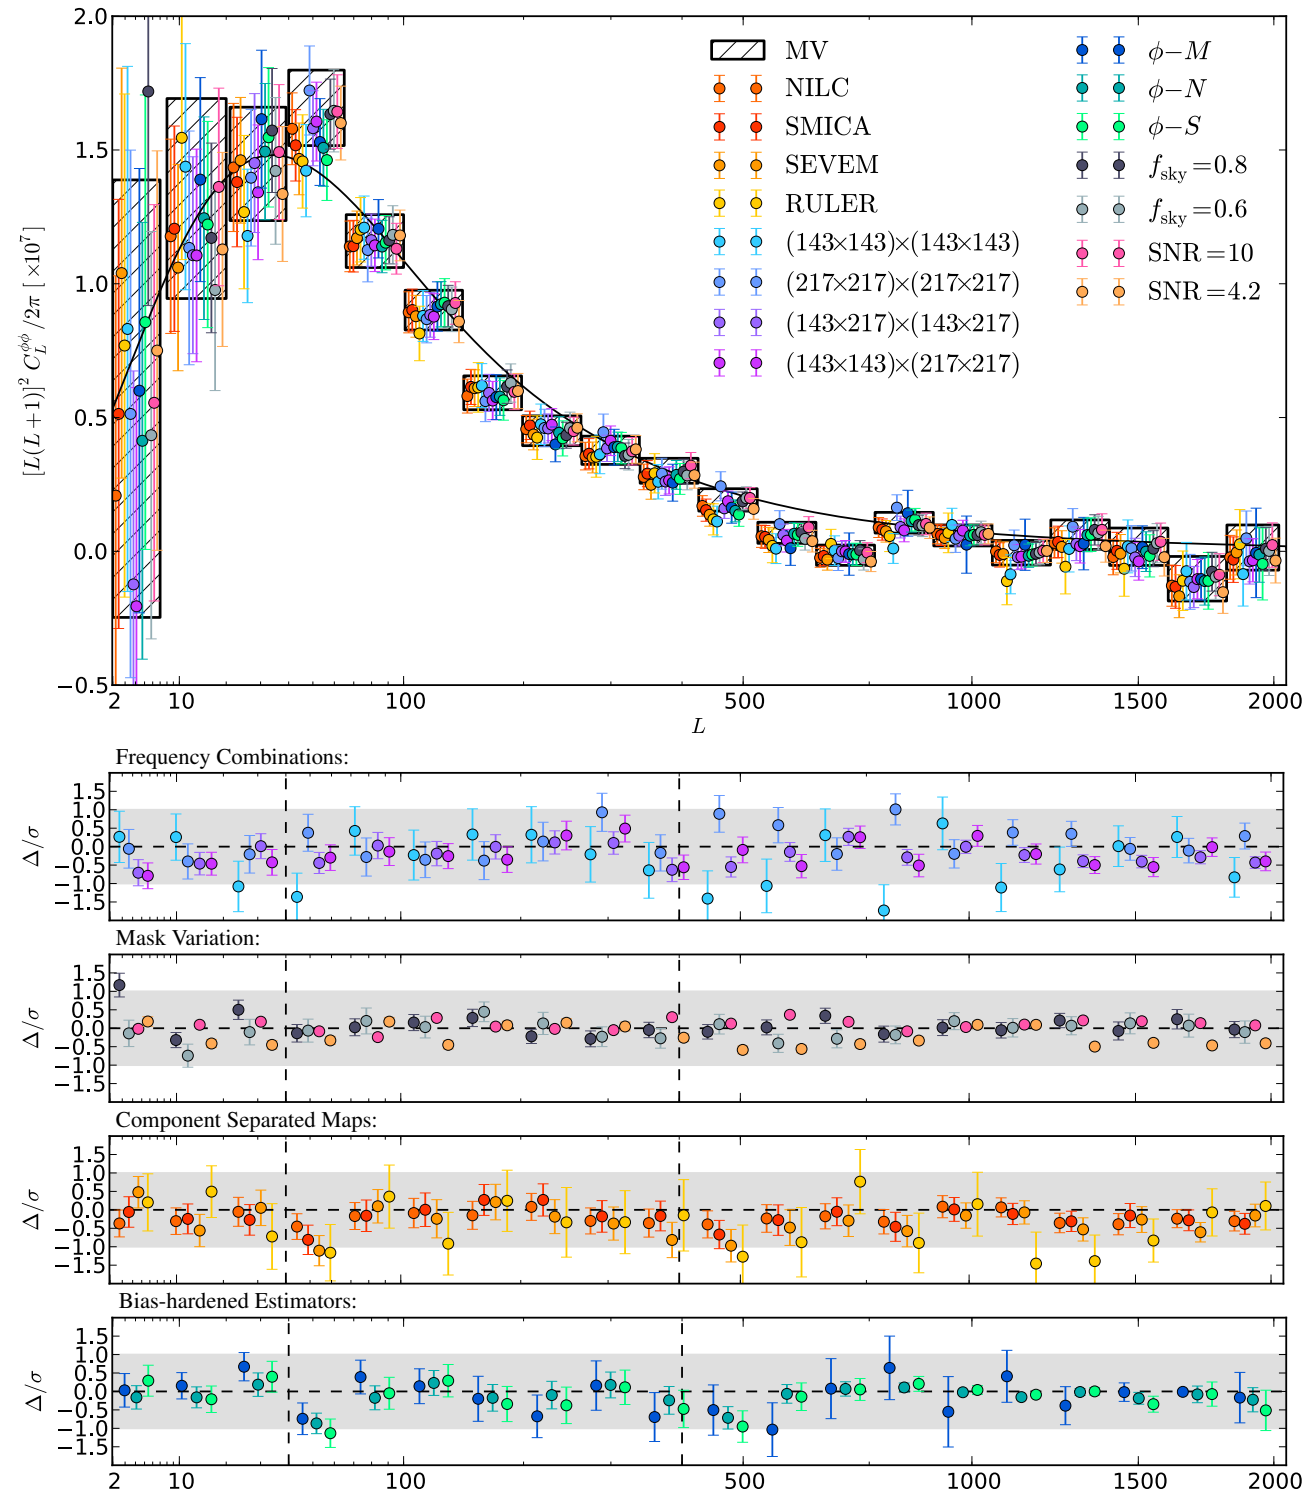 2.0
1.5
1.0
0.5
0.0
−0.5
[L(L+1)]² C_L^{ϕϕ}/2π [×10⁷]
MV
NILC
SMICA
SEVEM
RULER
(143×143)×(143×143)
(217×217)×(217×217)
(143×217)×(143×217)
(143×143)×(217×217)
ϕ−M
ϕ−N
ϕ−S
f_sky=0.8
f_sky=0.6
SNR=10
SNR=4.2
2 10 100 500 1000 1500 2000
L
Frequency Combinations:
1.5
1.0
0.5
0.0
−0.5
−1.0
−1.5
Δ/σ
Mask Variation:
1.5
1.0
0.5
0.0
−0.5
−1.0
−1.5
Δ/σ
Component Separated Maps:
1.5
1.0
0.5
0.0
−0.5
−1.0
−1.5
Δ/σ
Bias-hardened Estimators:
1.5
1.0
0.5
0.0
−0.5
−1.0
−1.5
Δ/σ
2 10 100 500 1000 1500 2000